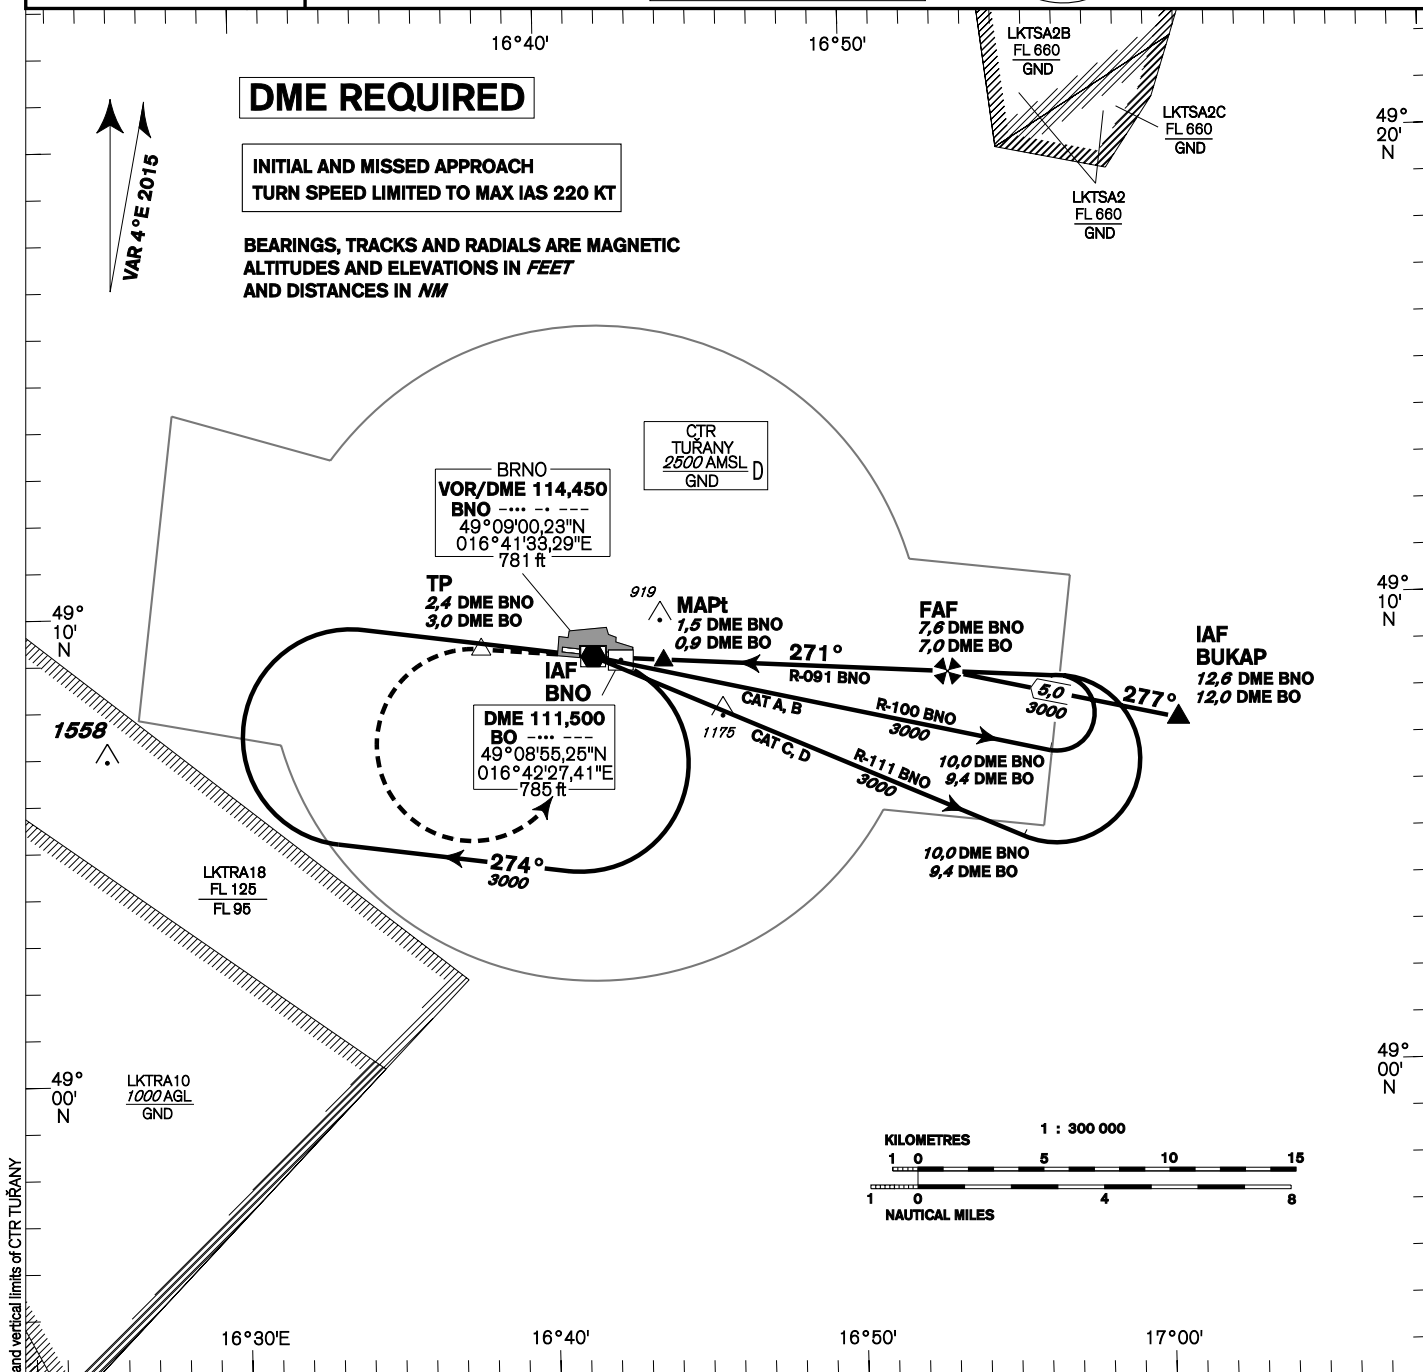 16°40'
16°50'
LKTSA2B
FL 660
GND
DME REQUIRED
LKTSA2C
FL 660
GND
49°
20'
N
INITIAL AND MISSED APPROACH
TURN SPEED LIMITED TO MAX IAS 220 KT
VAR 4°E 2015
LKTSA2
FL 660
GND
BEARINGS, TRACKS AND RADIALS ARE MAGNETIC
ALTITUDES AND ELEVATIONS IN FEET
AND DISTANCES IN NM
CTR
TUŘANY
2500 AMSL
GND
D
BRNO
VOR/DME 114,450
BNO -··· -· ---
49°09'00,23"N
016°41'33,29"E
781 ft
TP
2,4 DME BNO
3,0 DME BO
919
MAPt
1,5 DME BNO
0,9 DME BO
FAF
7,6 DME BNO
7,0 DME BO
49°
10'
N
49°
10'
N
IAF
BUKAP
12,6 DME BNO
12,0 DME BO
271°
R-091 BNO
IAF
BNO
5,0
3000
277°
CAT A, B
R-100 BNO
3000
DME 111,500
BO -··· ---
49°08'55,25"N
016°42'27,41"E
785 ft
1558
1175
CAT C, D
R-111 BNO
3000
10,0 DME BNO
9,4 DME BO
10,0 DME BNO
9,4 DME BO
274°
3000
LKTRA18
FL 125
FL 95
49°
00'
N
49°
00'
N
LKTRA10
1000 AGL
GND
1 : 300 000
KILOMETRES
1 0 5 10 15
1 0 4 8
NAUTICAL MILES
and vertical limits of CTR TUŘANY
16°30'E
16°40'
16°50'
17°00'